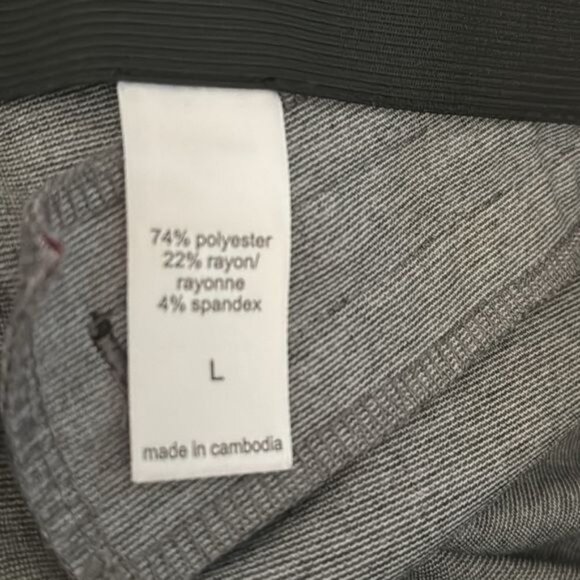 74% polyester
22% rayon/
rayonne
4% spandex
L
made in cambodia